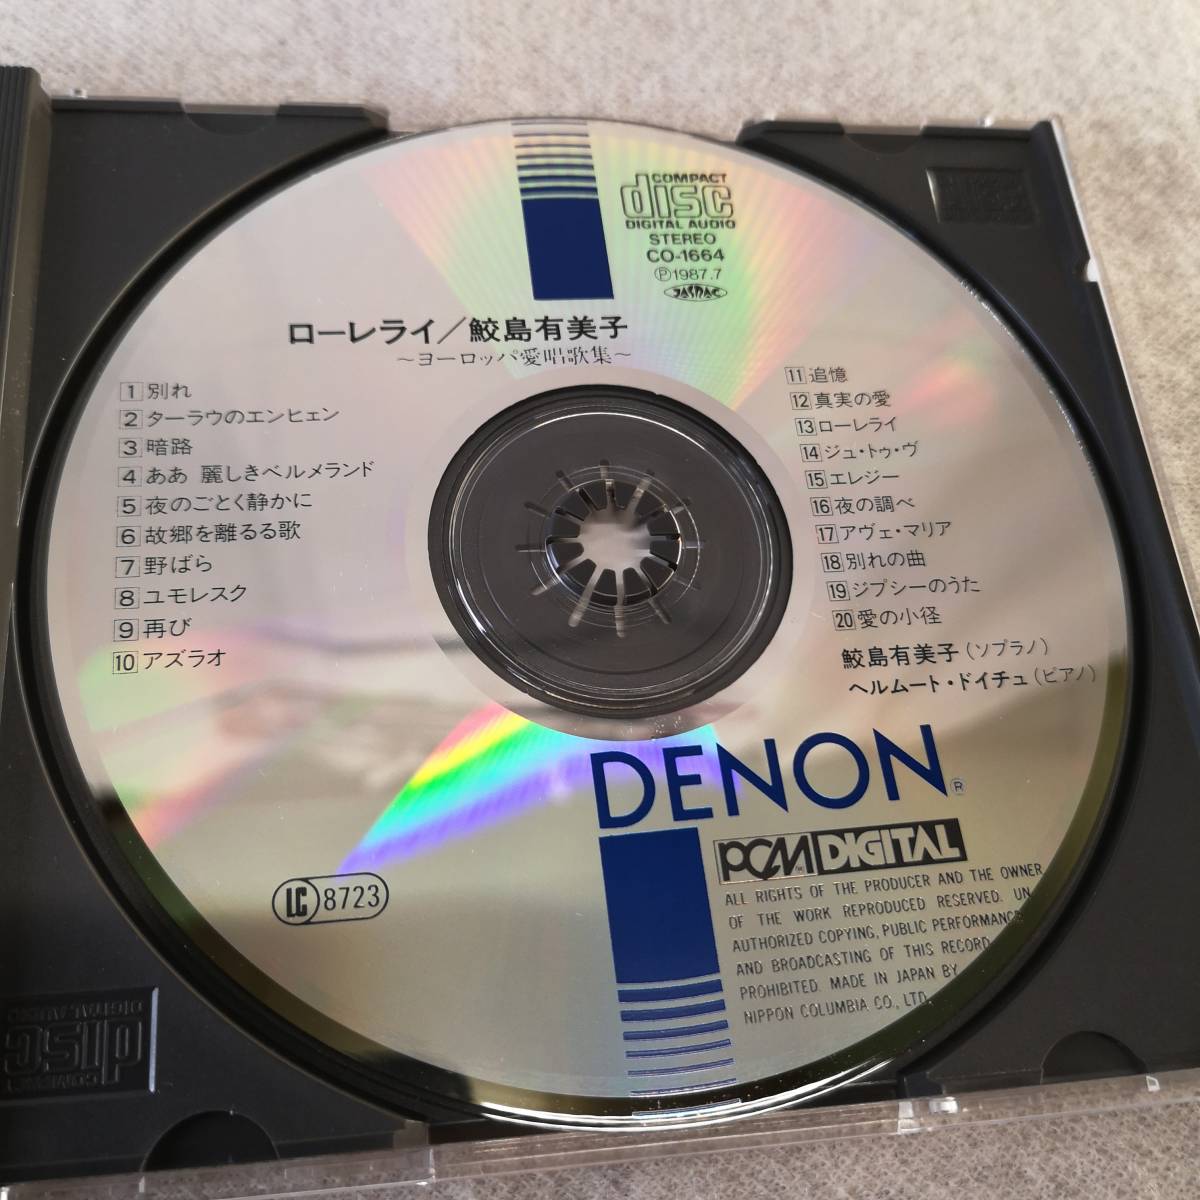 COMPACT
disc
DIGITAL AUDIO
STEREO
CO-1664
Ⓟ1987.7
JASRAC
ローレライ／鮫島有美子
～ヨーロッパ愛唱歌集～
1 別れ
2 ターラウのエンヒェン
3 暗路
4 ああ 麗しきベルメランド
5 夜のごとく静かに
6 故郷を離るる歌
7 野ばら
8 ユモレスク
9 再び
10 アズラオ
11 追憶
12 真実の愛
13 ローレライ
14 ジュ・トゥ・ヴ
15 エレジー
16 夜の調べ
17 アヴェ・マリア
18 別れの曲
19 ジプシーのうた
20 愛の小径
鮫島有美子(ソプラノ)
ヘルムート・ドイチュ(ピアノ)
DENON®
PCM DIGITAL
LC 8723
ALL RIGHTS OF THE PRODUCER AND THE OWNER
OF THE WORK REPRODUCED RESERVED. UN-
AUTHORIZED COPYING, PUBLIC PERFORMANCE
AND BROADCASTING OF THIS RECORD
PROHIBITED. MADE IN JAPAN BY
NIPPON COLUMBIA CO., LTD.
COMPACT
disc
DIGITAL AUDIO